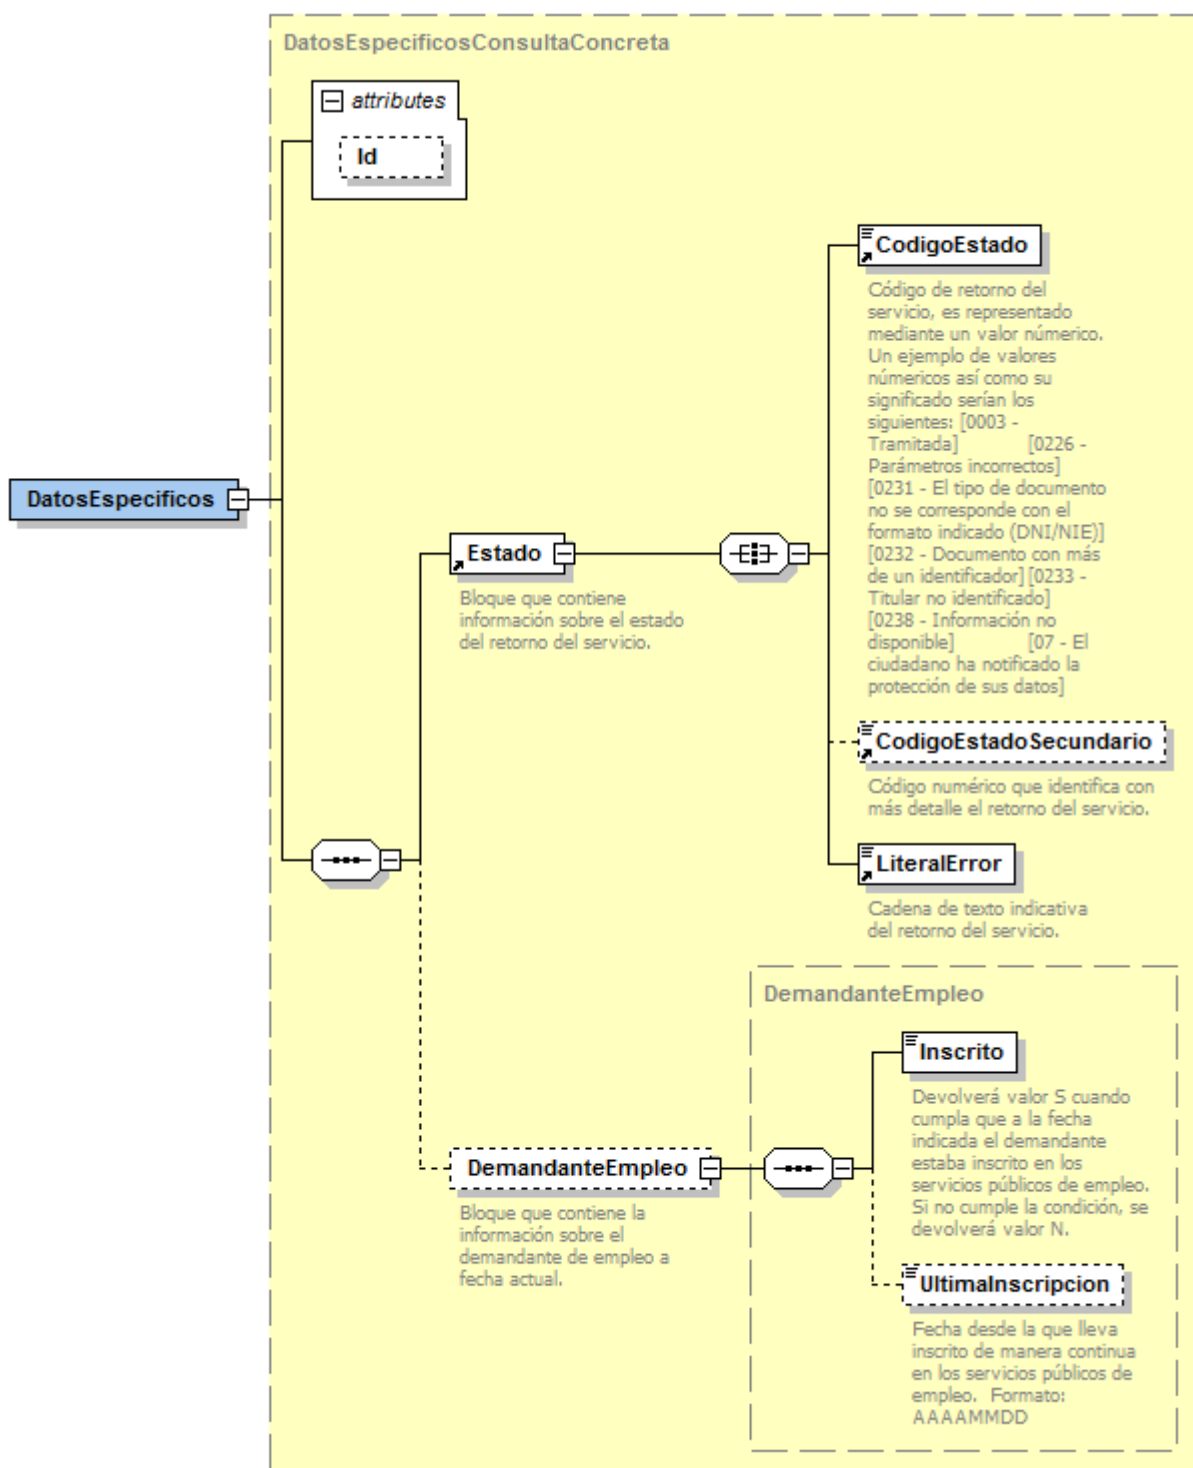 DatosEspecificosConsultaConcreta
attributes
Id
CodigoEstado
Código de retorno del
servicio, es representado
mediante un valor númerico.
Un ejemplo de valores
númericos así como su
significado serían los
siguientes: [0003 -
Tramitada] [0226 -
Parámetros incorrectos]
[0231 - El tipo de documento
no se corresponde con el
formato indicado (DNI/NIE)]
[0232 - Documento con más
de un identificador] [0233 -
Titular no identificado]
[0238 - Información no
disponible] [07 - El
ciudadano ha notificado la
protección de sus datos]
DatosEspecificos
Estado
Bloque que contiene
información sobre el estado
del retorno del servicio.
CodigoEstadoSecundario
Código numérico que identifica con
más detalle el retorno del servicio.
LiteralError
Cadena de texto indicativa
del retorno del servicio.
DemandanteEmpleo
Inscrito
Devolverá valor S cuando
cumpla que a la fecha
indicada el demandante
estaba inscrito en los
servicios públicos de empleo.
Si no cumple la condición, se
devolverá valor N.
DemandanteEmpleo
Bloque que contiene la
información sobre el
demandante de empleo a
fecha actual.
UltimaInscripcion
Fecha desde la que lleva
inscrito de manera continua
en los servicios públicos de
empleo. Formato:
AAAAMMDD